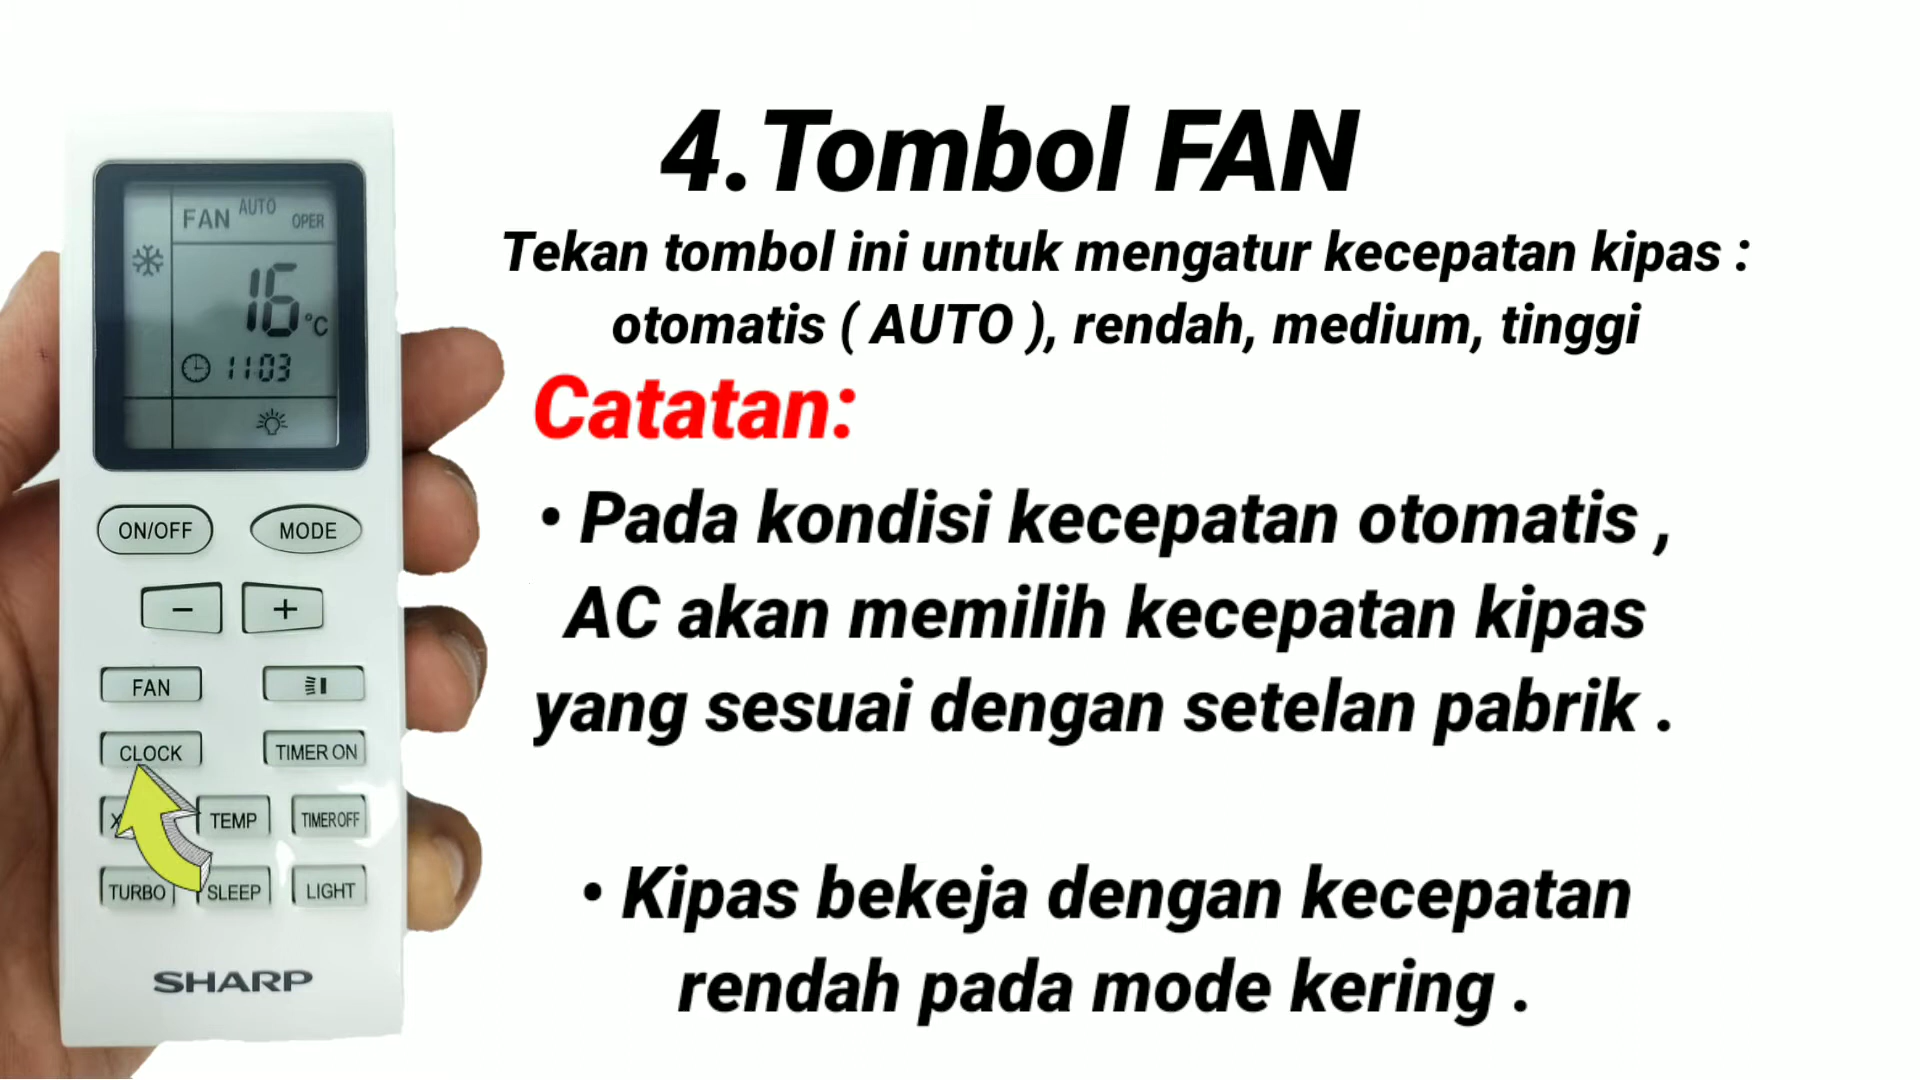 4.Tombol FAN
Tekan tombol ini untuk mengatur kecepatan kipas :
otomatis ( AUTO ), rendah, medium, tinggi
Catatan:
• Pada kondisi kecepatan otomatis ,
AC akan memilih kecepatan kipas
yang sesuai dengan setelan pabrik .
• Kipas bekeja dengan kecepatan
rendah pada mode kering .
FAN AUTO OPER
16 °C
11:03
ON/OFF MODE
− +
FAN
CLOCK TIMER ON
TEMP TIMER OFF
TURBO SLEEP LIGHT
SHARP